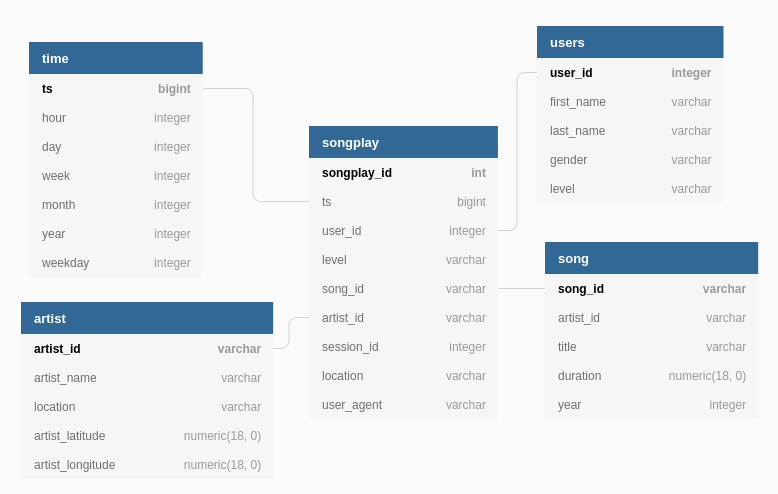 time
ts bigint
hour integer
day integer
week integer
month integer
year integer
weekday integer
artist
artist_id varchar
artist_name varchar
location varchar
artist_latitude numeric(18, 0)
artist_longitude numeric(18, 0)
songplay
songplay_id int
ts bigint
user_id integer
level varchar
song_id varchar
artist_id varchar
session_id integer
location varchar
user_agent varchar
users
user_id integer
first_name varchar
last_name varchar
gender varchar
level varchar
song
song_id varchar
artist_id varchar
title varchar
duration numeric(18, 0)
year integer